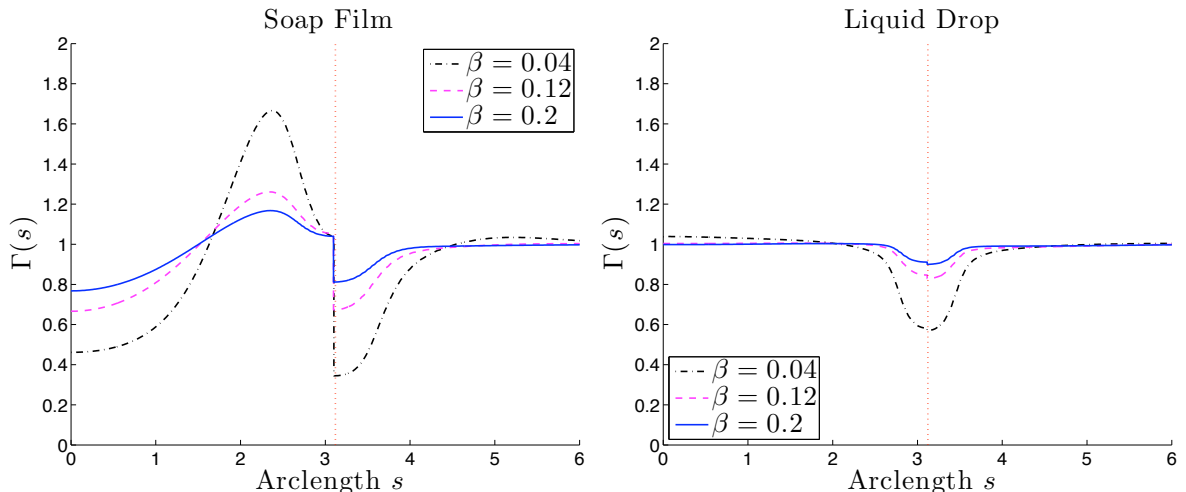 Soap Film
2
1.8
1.6
1.4
1.2
1
0.8
0.6
0.4
0.2
0
0 1 2 3 4 5 6
Γ(s)
Arclength s
β = 0.04
β = 0.12
β = 0.2
Liquid Drop
2
1.8
1.6
1.4
1.2
1
0.8
0.6
0.4
0.2
0
0 1 2 3 4 5 6
Γ(s)
Arclength s
β = 0.04
β = 0.12
β = 0.2